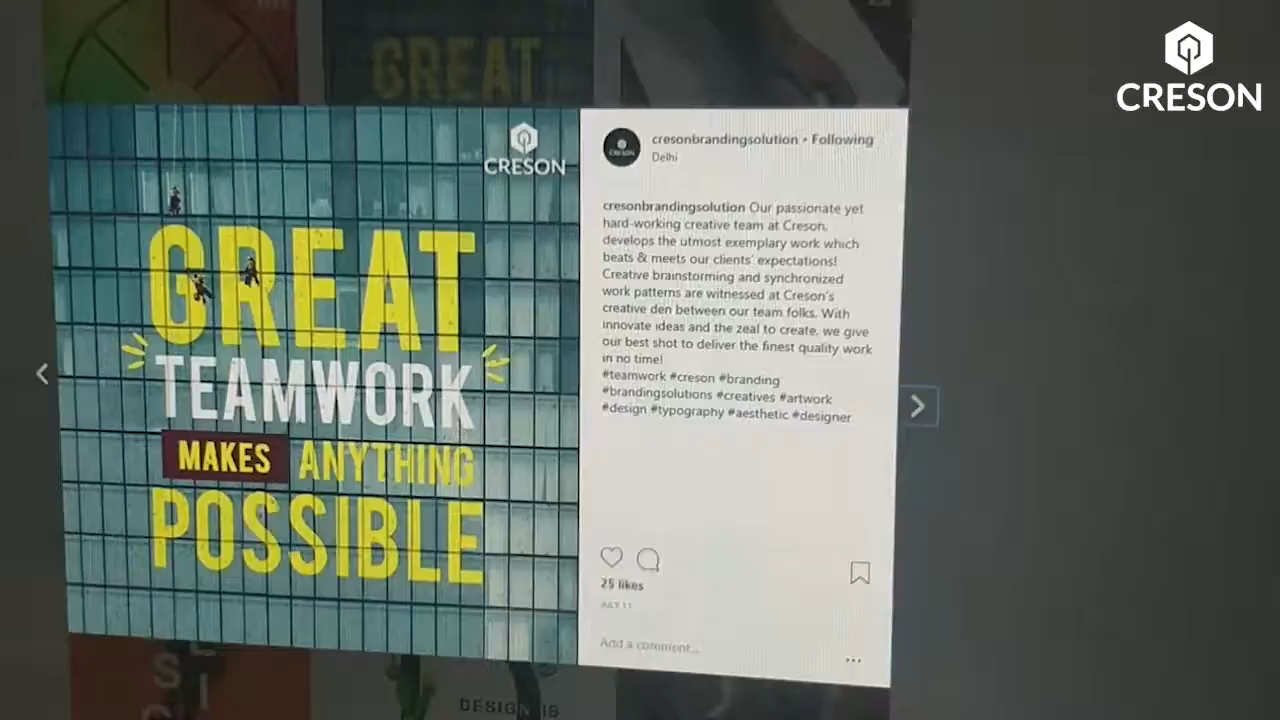 GREAT
CRESON
CRESON
GREAT
TEAMWORK
MAKES ANYTHING
POSSIBLE
cresonbrandingsolution • Following
Delhi
cresonbrandingsolution Our passionate yet
hard-working creative team at Creson,
develops the utmost exemplary work which
beats & meets our clients' expectations!
Creative brainstorming and synchronized
work patterns are witnessed at Creson's
creative den between our team folks. With
innovate ideas and the zeal to create, we give
our best shot to deliver the finest quality work
in no time!
#teamwork #creson #branding
#brandingsolutions #creatives #artwork
#design #typography #aesthetic #designer
25 likes
JULY 11
Add a comment...
DESIGN IS